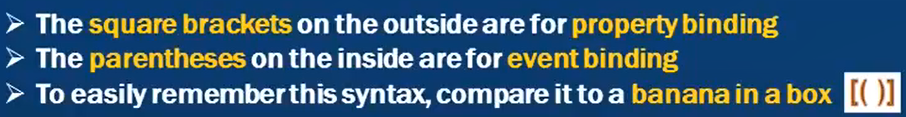 ➢ The square brackets on the outside are for property binding
➢ The parentheses on the inside are for event binding
➢ To easily remember this syntax, compare it to a banana in a box [( )]